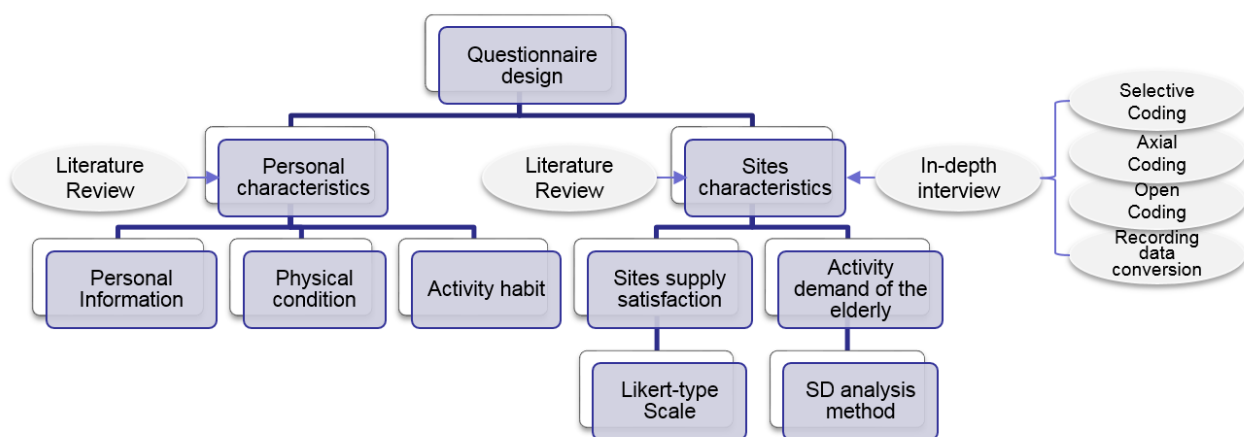 Questionnaire
design
Selective
Coding
Literature
Review
Personal
characteristics
Literature
Review
Sites
characteristics
In-depth
interview
Axial
Coding
Open
Coding
Recording
data
conversion
Personal
Information
Physical
condition
Activity habit
Sites supply
satisfaction
Activity
demand of the
elderly
Likert-type
Scale
SD analysis
method